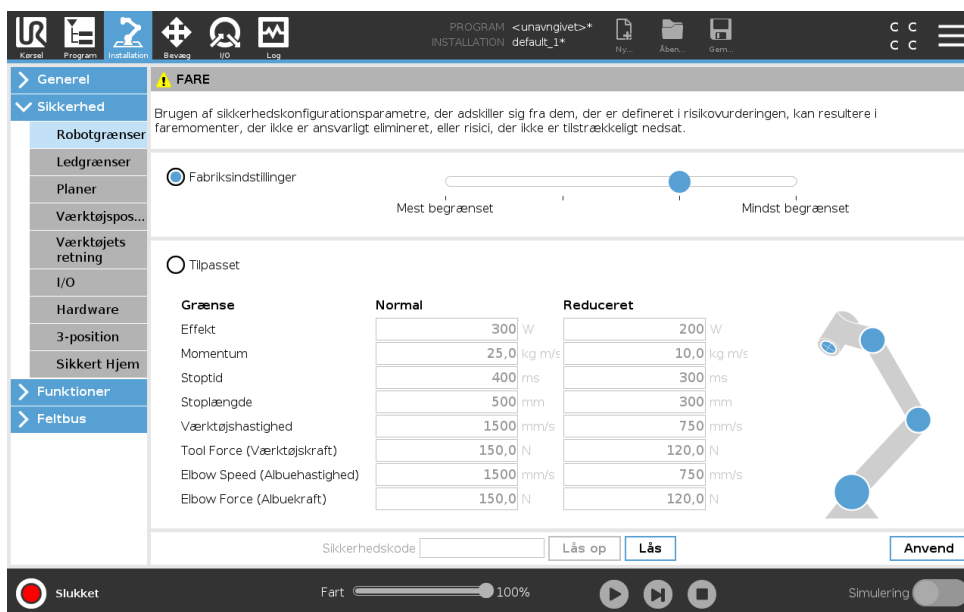 UR
Kørsel Program Installation Bevæg I/O Log
PROGRAM <unavngivet>*
INSTALLATION default_1*
Ny... Åben... Gem...
C C
C C
Generel
Sikkerhed
Robotgrænser
Ledgrænser
Planer
Værktøjspos...
Værktøjets
retning
I/O
Hardware
3-position
Sikkert Hjem
Funktioner
Feltbus
FARE
Brugen af sikkerhedskonfigurationsparametre, der adskiller sig fra dem, der er defineret i risikovurderingen, kan resultere i
faremomenter, der ikke er ansvarligt elimineret, eller risici, der ikke er tilstrækkeligt nedsat.
Fabriksindstillinger
Mest begrænset Mindst begrænset
Tilpasset
Grænse Normal Reduceret
Effekt 300 W 200 W
Momentum 25,0 kg m/s 10,0 kg m/s
Stoptid 400 ms 300 ms
Stoplængde 500 mm 300 mm
Værktøjshastighed 1500 mm/s 750 mm/s
Tool Force (Værktøjskraft) 150,0 N 120,0 N
Elbow Speed (Albuehastighed) 1500 mm/s 750 mm/s
Elbow Force (Albuekraft) 150,0 N 120,0 N
Sikkerhedskode Lås op Lås Anvend
Slukket Fart 100% Simulering